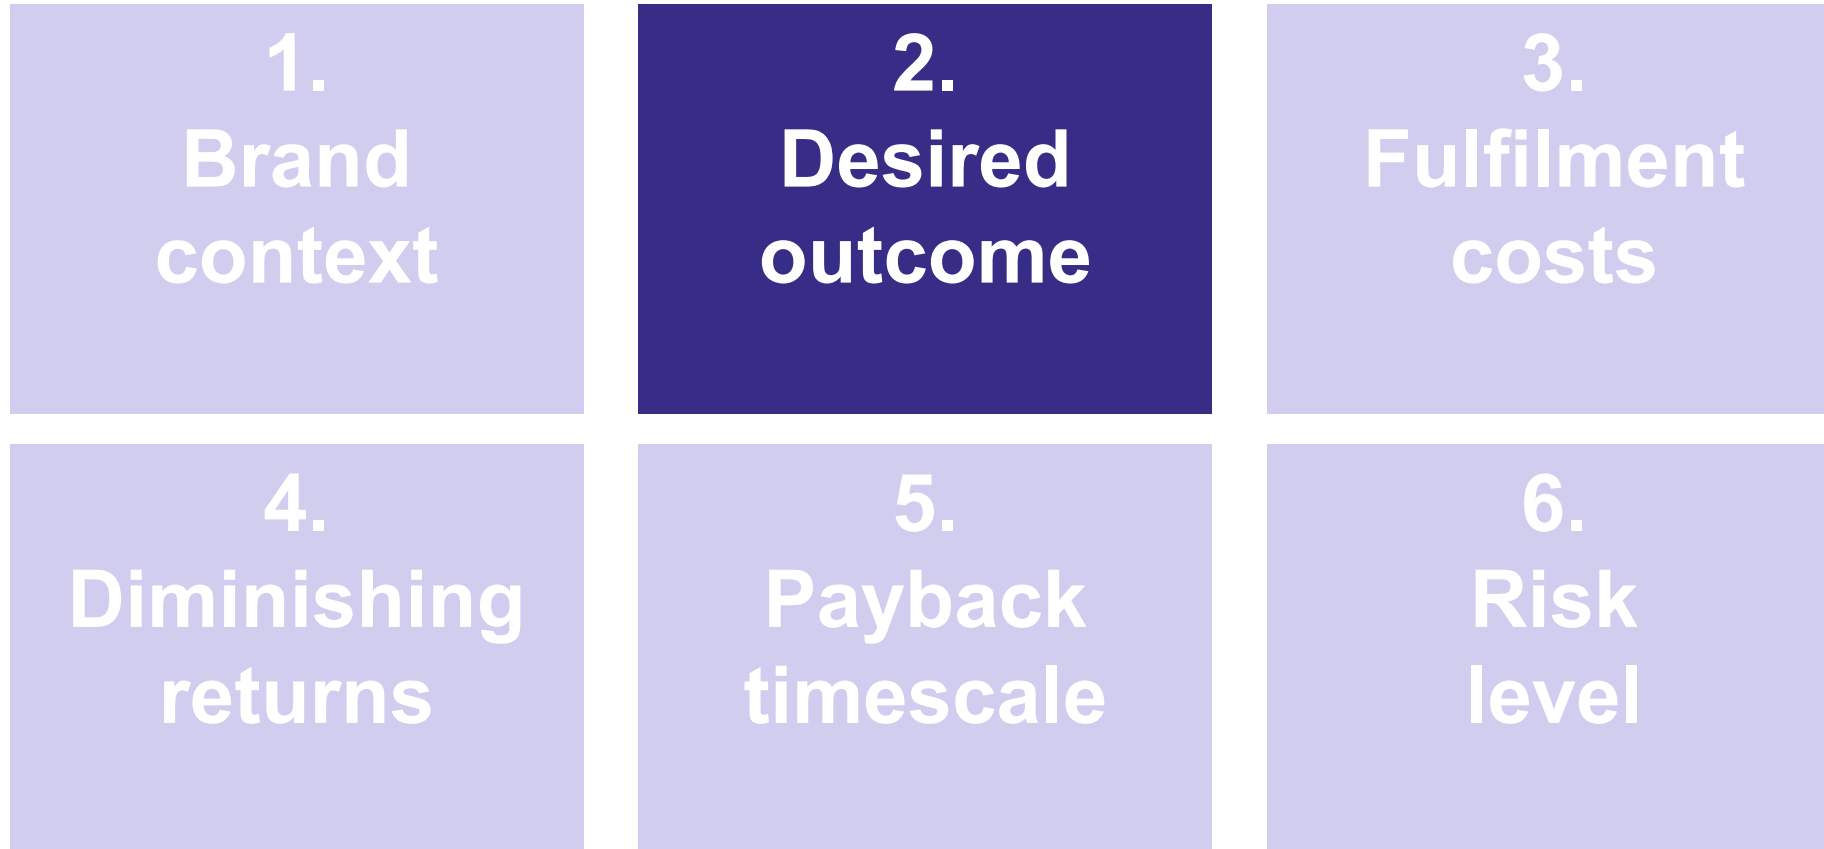 1.
Brand
context
2.
Desired
outcome
3.
Fulfilment
costs
4.
Diminishing
returns
5.
Payback
timescale
6.
Risk
level